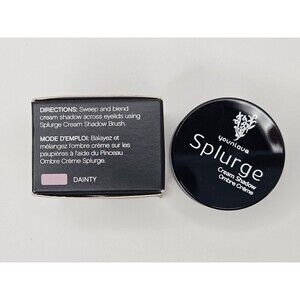 DIRECTIONS: Sweep and blend
cream shadow across eyelids using
Splurge Cream Shadow Brush.
MODE D'EMPLOI: Balayez et
mélangez l'ombre crème sur les
paupières à l'aide du Pinceau
Ombre Crème Splurge.
DAINTY
younique
Splurge
Cream Shadow
Ombre Crème